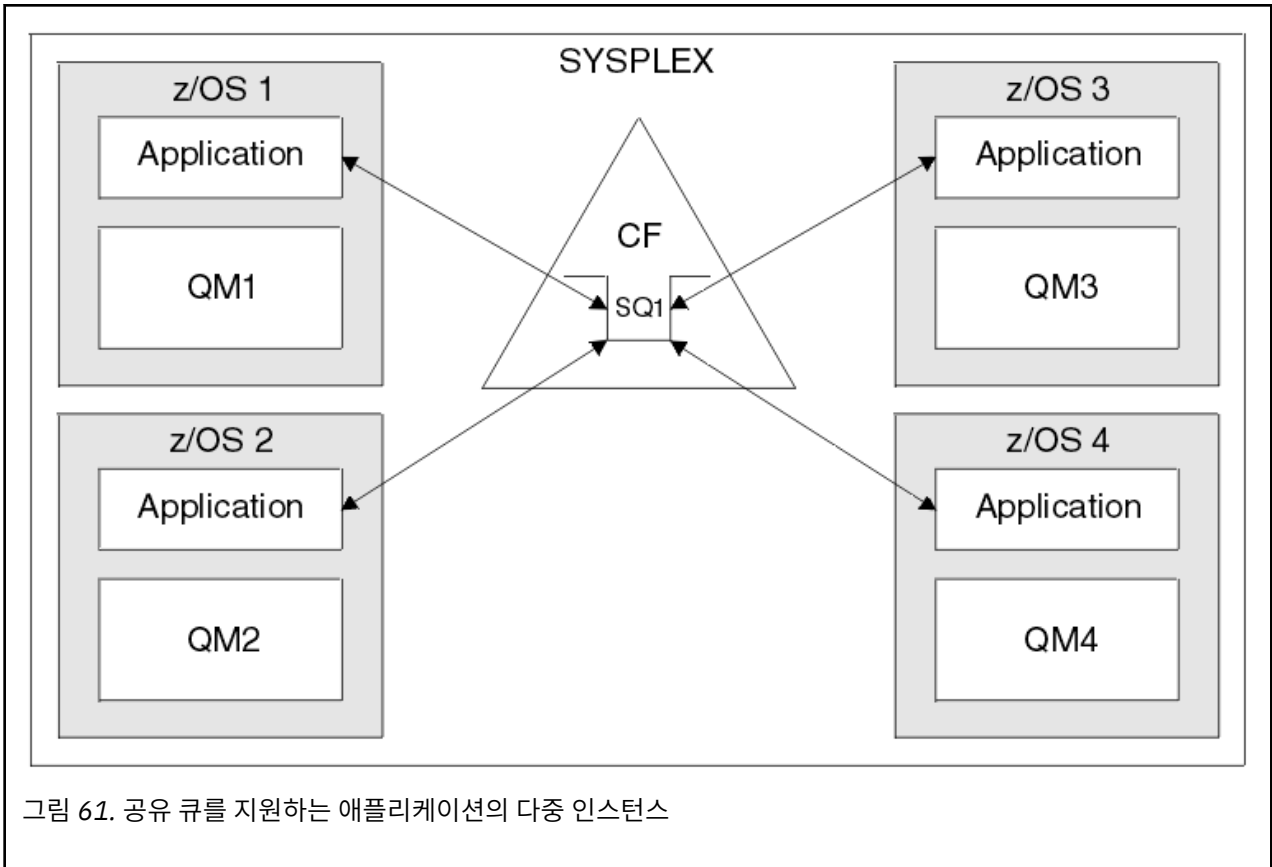 SYSPLEX
z/OS 1
Application
QM1
z/OS 2
Application
QM2
CF
SQ1
z/OS 3
Application
QM3
z/OS 4
Application
QM4
그림 61. 공유 큐를 지원하는 애플리케이션의 다중 인스턴스